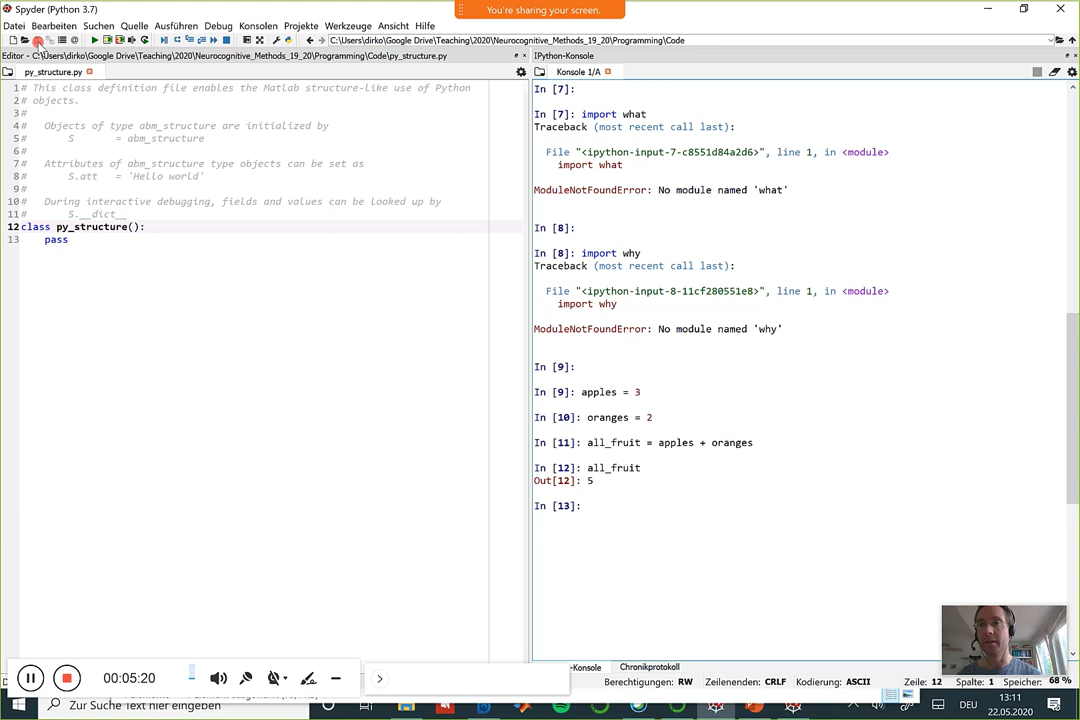 Spyder (Python 3.7)
You're sharing your screen.
Datei Bearbeiten Suchen Quelle Ausführen Debug Konsolen Projekte Werkzeuge Ansicht Hilfe
C:\Users\dirko\Google Drive\Teaching\2020\Neurocognitive_Methods_19_20\Programming\Code
Editor - C:\Users\dirko\Google Drive\Teaching\2020\Neurocognitive_Methods_19_20\Programming\Code\py_structure.py
py_structure.py
1 # This class definition file enables the Matlab structure-like use of Python
2 # objects.
3 #
4 #   Objects of type abm_structure are initialized by
5 #       S       = abm_structure
6 #
7 #   Attributes of abm_structure type objects can be set as
8 #       S.att   = 'Hello world'
9 #
10 #   During interactive debugging, fields and values can be looked up by
11 #       S.__dict__
12 class py_structure():
13     pass
IPython-Konsole
Konsole 1/A
In [7]:
In [7]: import what
Traceback (most recent call last):
File "<ipython-input-7-c8551d84a2d6>", line 1, in <module>
import what
ModuleNotFoundError: No module named 'what'
In [8]:
In [8]: import why
Traceback (most recent call last):
File "<ipython-input-8-11cf280551e8>", line 1, in <module>
import why
ModuleNotFoundError: No module named 'why'
In [9]:
In [9]: apples = 3
In [10]: oranges = 2
In [11]: all_fruit = apples + oranges
In [12]: all_fruit
Out[12]: 5
In [13]:
00:05:20
-Konsole Chronikprotokoll
Berechtigungen: RW Zeilenenden: CRLF Kodierung: ASCII Zeile: 12 Spalte: 1 Speicher: 68 %
Zur Suche Text hier eingeben
DEU
13:11
22.05.2020